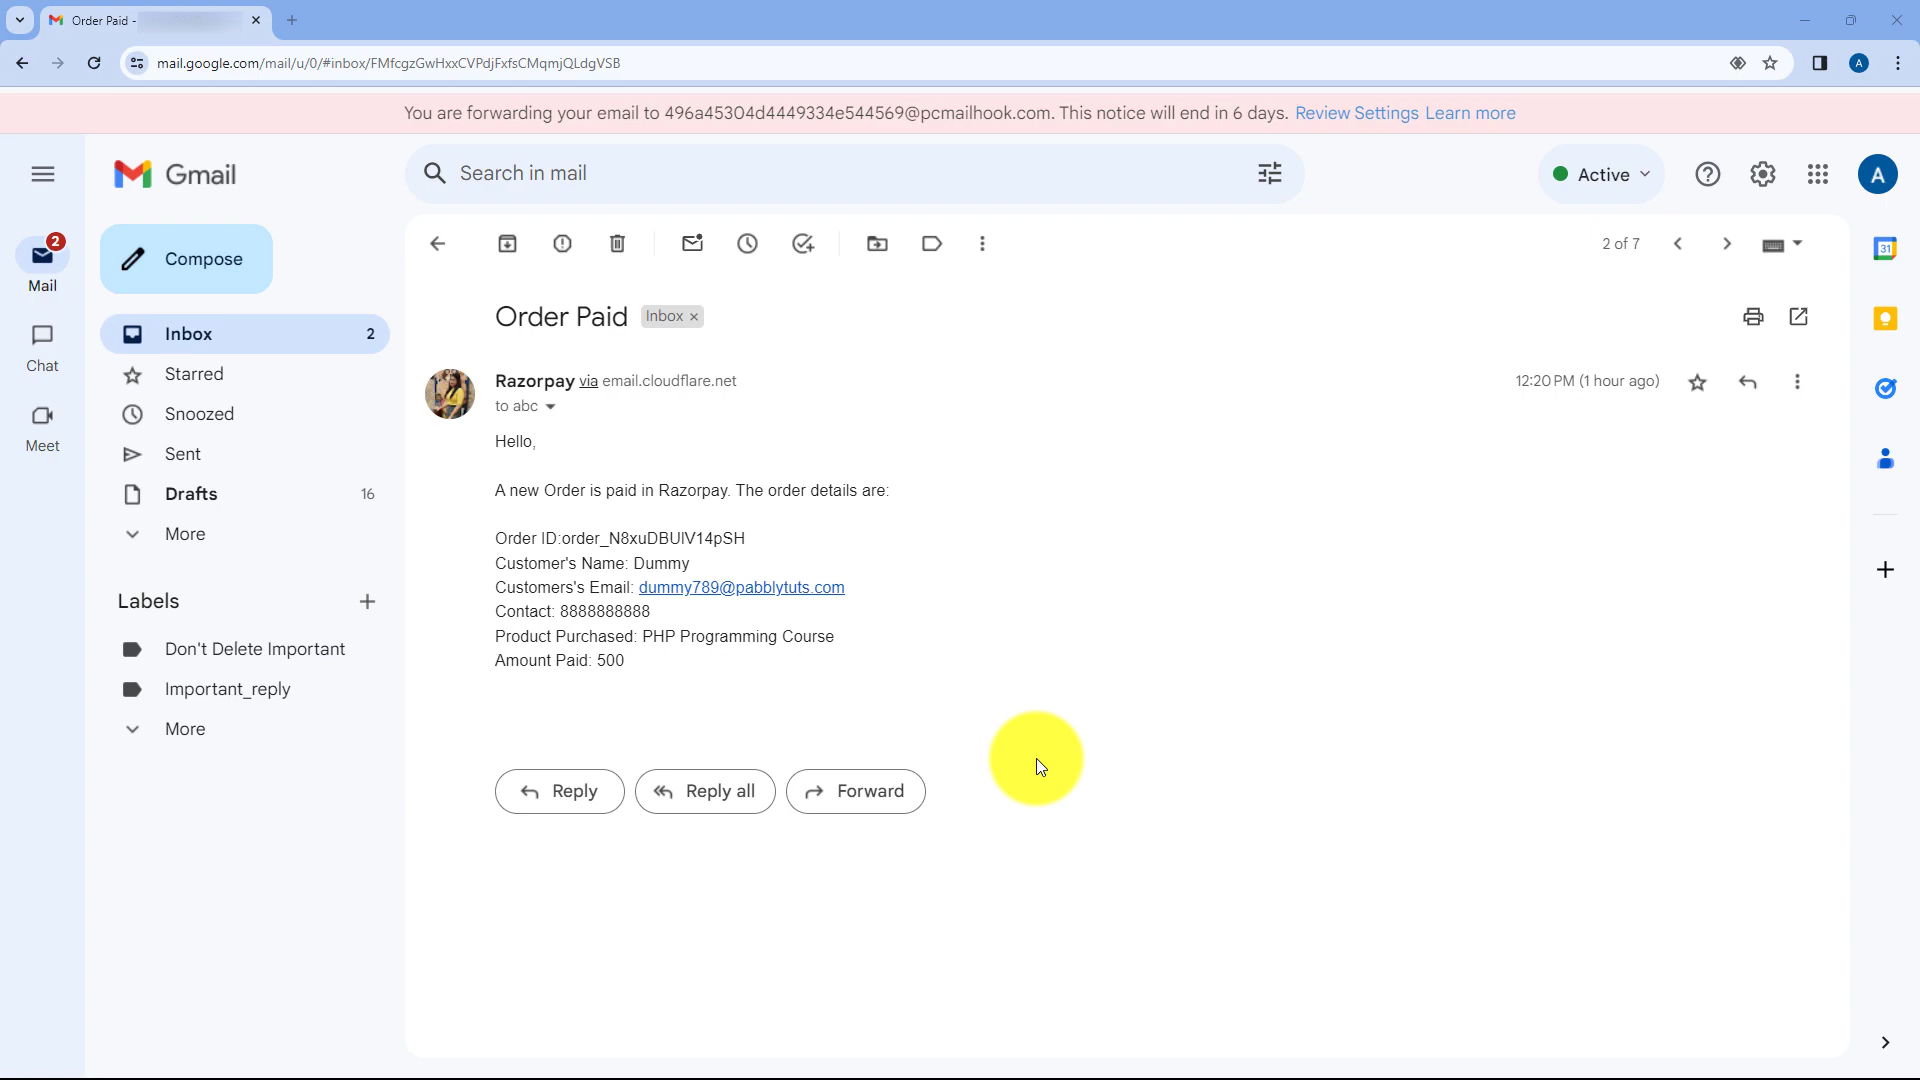 Order Paid -
mail.google.com/mail/u/0/#inbox/FMfcgzGwHxxCVPdjFxfsCMqmjQLdgVSB
A
You are forwarding your email to 496a45304d4449334e544569@pcmailhook.com. This notice will end in 6 days. Review Settings Learn more
Gmail
Search in mail
Active
A
2
Mail
Chat
Meet
Compose
Inbox 2
Starred
Snoozed
Sent
Drafts 16
More
Labels
Don't Delete Important
Important_reply
More
2 of 7
Order Paid Inbox ×
Razorpay via email.cloudflare.net
12:20 PM (1 hour ago)
to abc
Hello,
A new Order is paid in Razorpay. The order details are:
Order ID:order_N8xuDBUIV14pSH
Customer's Name: Dummy
Customers's Email: dummy789@pabblytuts.com
Contact: 8888888888
Product Purchased: PHP Programming Course
Amount Paid: 500
Reply
Reply all
Forward
31